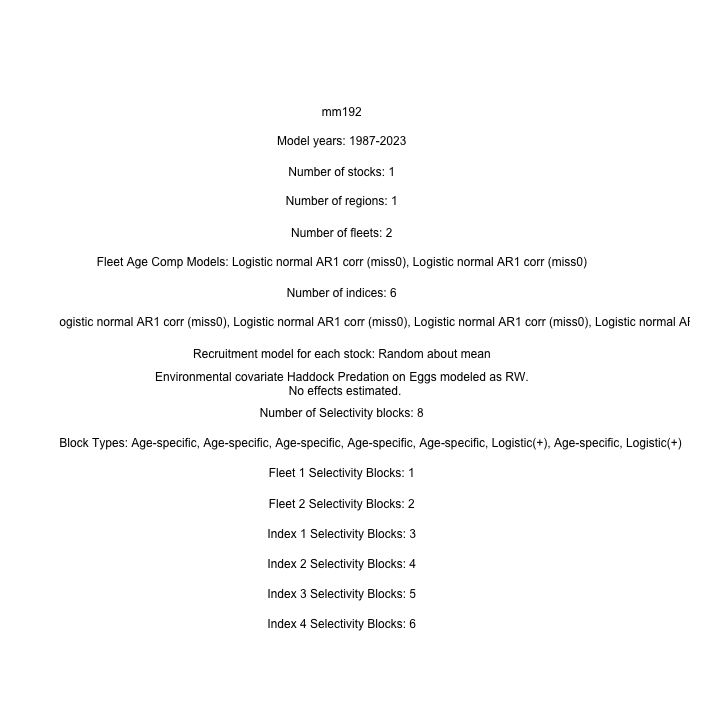 mm192
Model years: 1987-2023
Number of stocks: 1
Number of regions: 1
Number of fleets: 2
Fleet Age Comp Models: Logistic normal AR1 corr (miss0), Logistic normal AR1 corr (miss0)
Number of indices: 6
ogistic normal AR1 corr (miss0), Logistic normal AR1 corr (miss0), Logistic normal AR1 corr (miss0), Logistic normal
Recruitment model for each stock: Random about mean
Environmental covariate Haddock Predation on Eggs modeled as RW.
No effects estimated.
Number of Selectivity blocks: 8
Block Types: Age-specific, Age-specific, Age-specific, Age-specific, Age-specific, Logistic(+), Age-specific, Logistic(+)
Fleet 1 Selectivity Blocks: 1
Fleet 2 Selectivity Blocks: 2
Index 1 Selectivity Blocks: 3
Index 2 Selectivity Blocks: 4
Index 3 Selectivity Blocks: 5
Index 4 Selectivity Blocks: 6